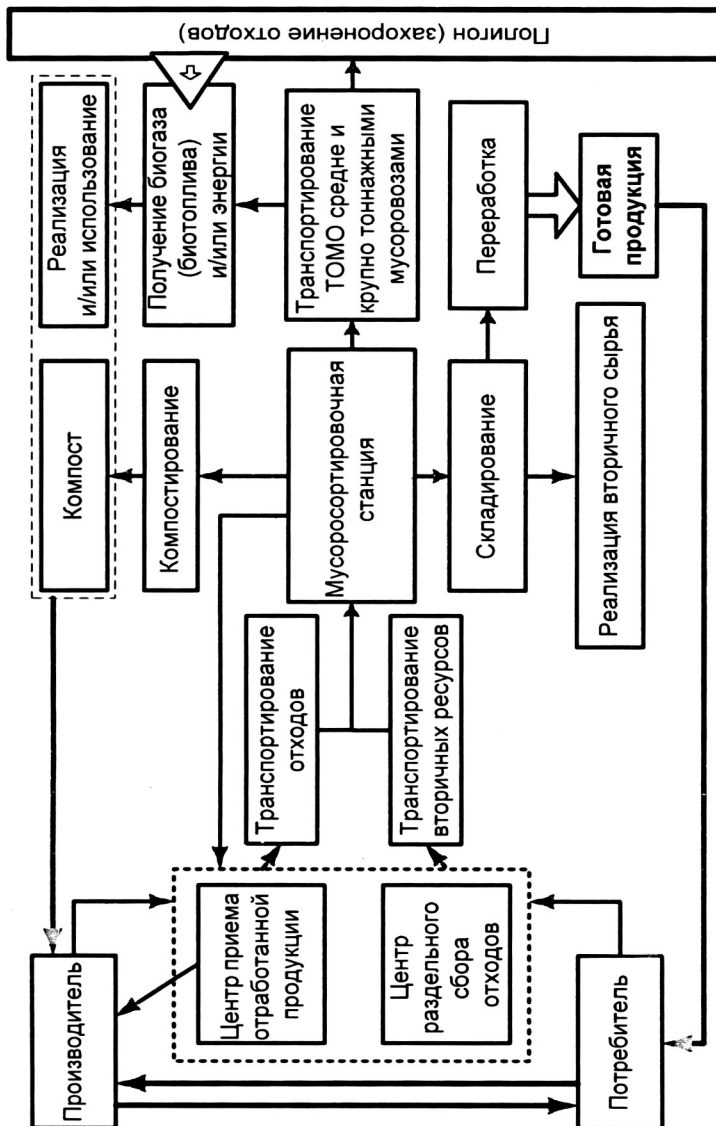 Производитель
Потребитель
Центр приема
отработанной
продукции
Центр
раздельного
сбора
отходов
Транспортирование
отходов
Транспортирование
вторичных ресурсов
Мусоросортировочная
станция
Компостирование
Компост
Складирование
Реализация вторичного сырья
Транспортирование
ТОМО средне и
крупно тоннажными
мусоровозами
Получение биогаза
(биотоплива)
и/или энергии
Реализация
и/или использование
Переработка
Готовая
продукция
Полигон (захоронение отходов)